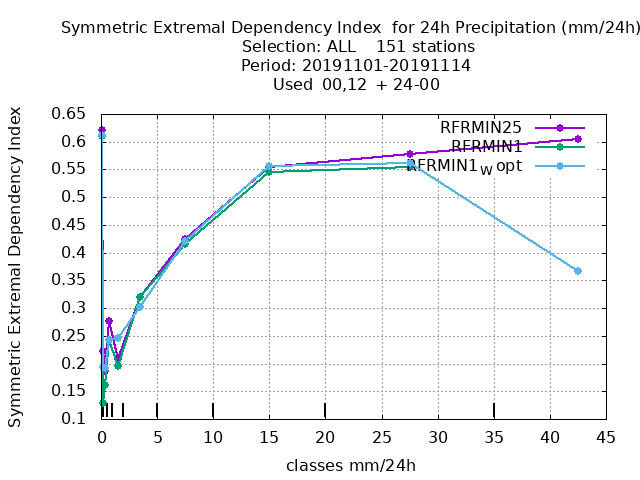 Symmetric Extremal Dependency Index  for 24h Precipitation (mm/24h)
Selection: ALL    151 stations
Period: 20191101-20191114
Used  00,12  + 24-00
Symmetric Extremal Dependency Index
0.65
0.6
0.55
0.5
0.45
0.4
0.35
0.3
0.25
0.2
0.15
0.1
RFRMIN25
RFRMIN1
RFRMIN1w opt
0 5 10 15 20 25 30 35 40 45
classes mm/24h